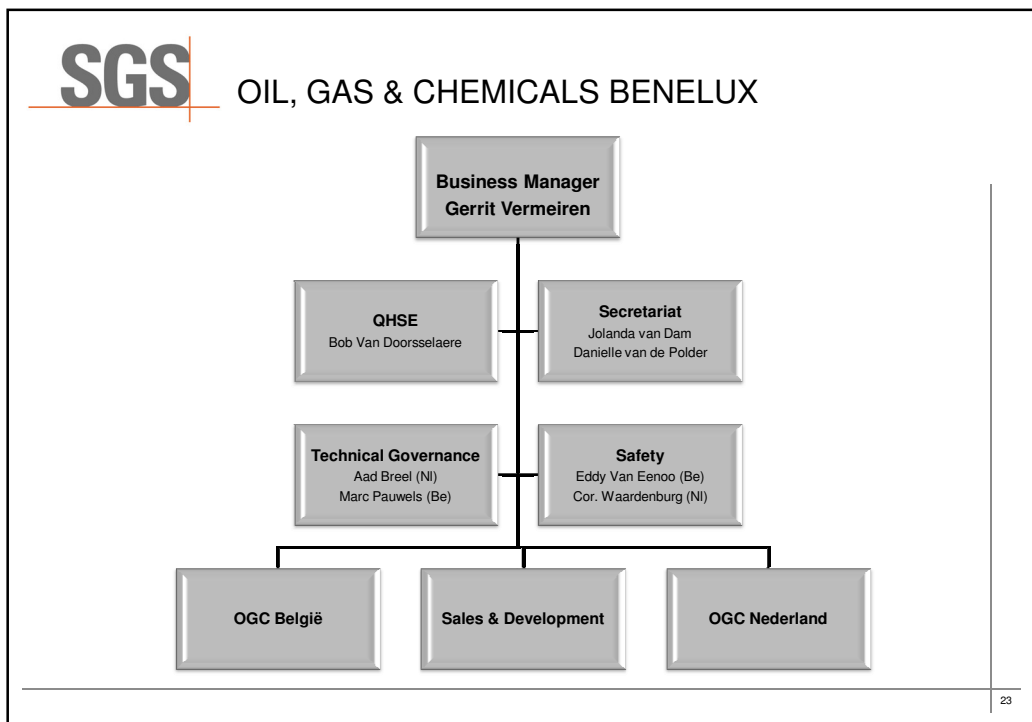 SGS
OIL, GAS & CHEMICALS BENELUX
Business Manager
Gerrit Vermeiren
QHSE
Bob Van Doorsselaere
Secretariat
Jolanda van Dam
Danielle van de Polder
Technical Governance
Aad Breel (Nl)
Marc Pauwels (Be)
Safety
Eddy Van Eenoo (Be)
Cor. Waardenburg (Nl)
OGC België
Sales & Development
OGC Nederland
23